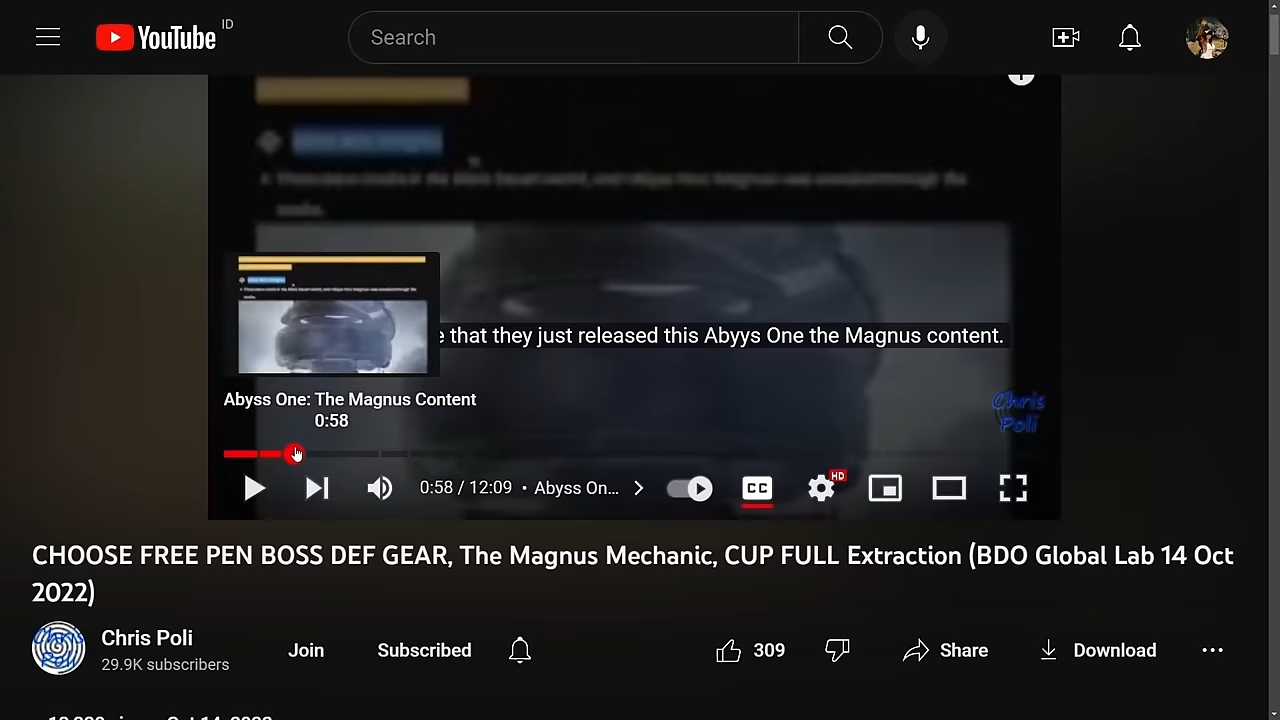 YouTube ID
Search
that they just released this Abyys One the Magnus content.
Abyss One: The Magnus Content
0:58
Chris
Poli
0:58 / 12:09 • Abyss On...
CC
HD
CHOOSE FREE PEN BOSS DEF GEAR, The Magnus Mechanic, CUP FULL Extraction (BDO Global Lab 14 Oct
2022)
Chris Poli
29.9K subscribers
Join
Subscribed
309
Share
Download